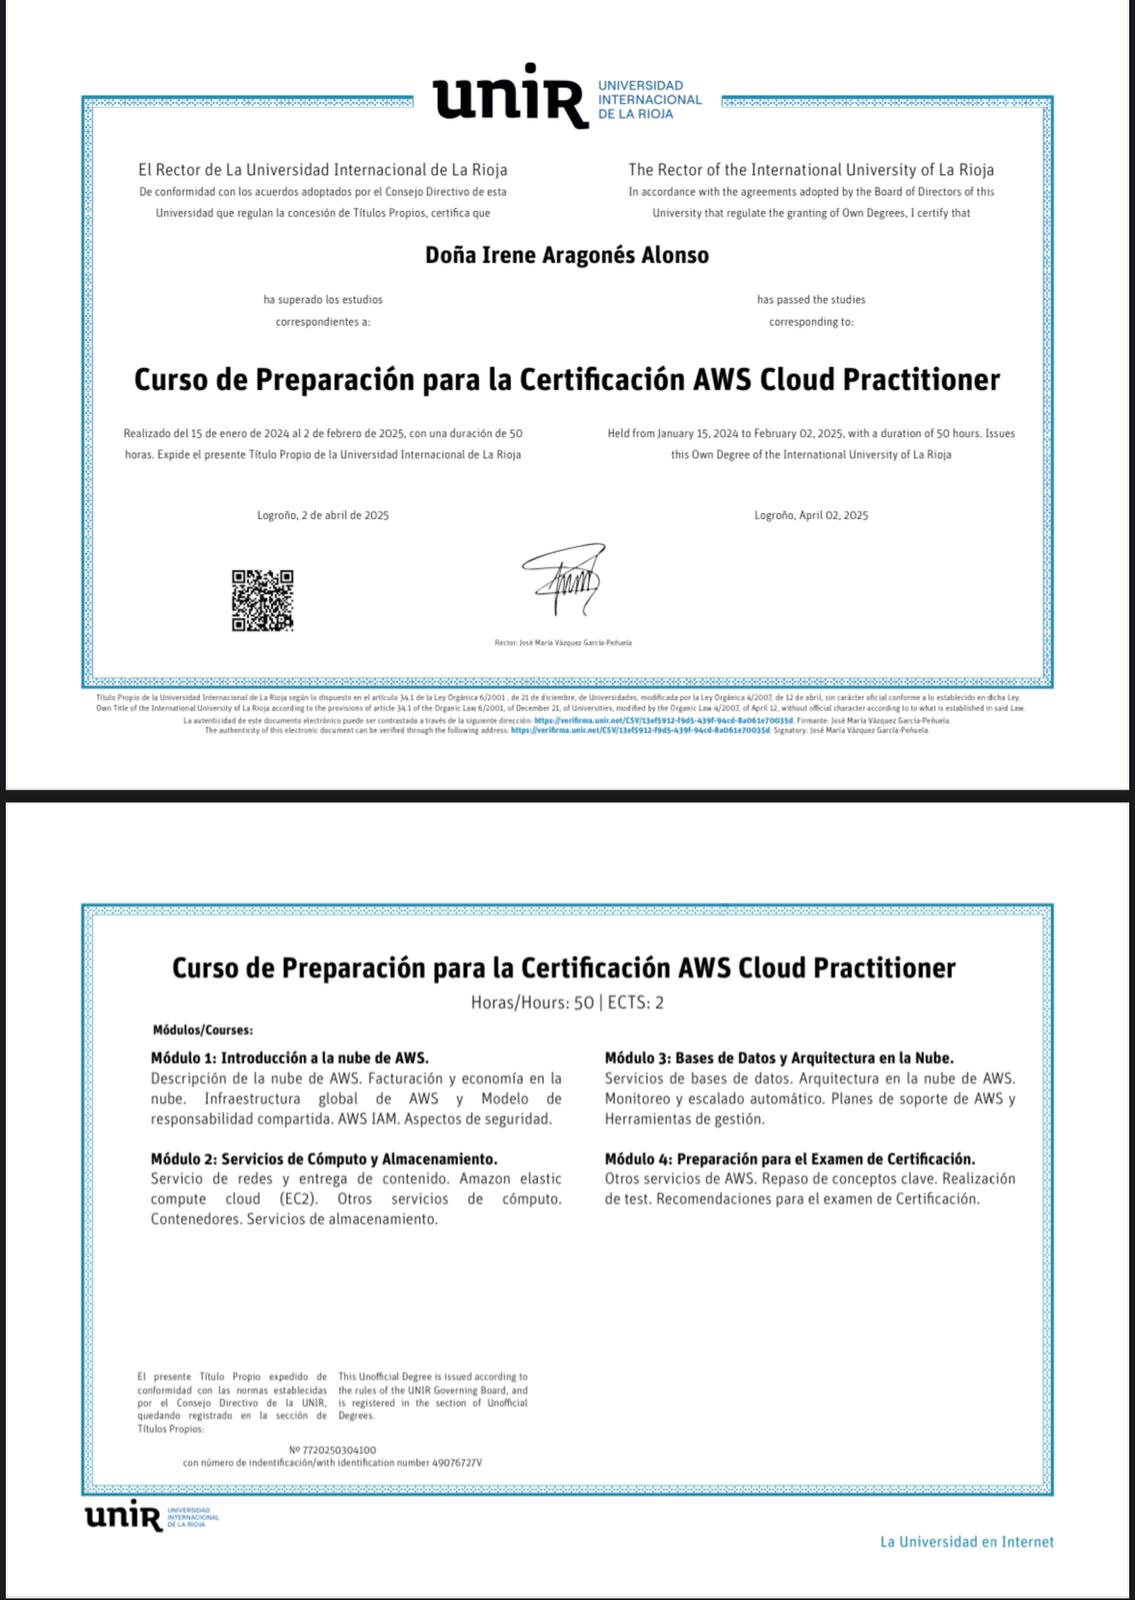 uniR UNIVERSIDAD
INTERNACIONAL
DE LA RIOJA
El Rector de La Universidad Internacional de La Rioja
De conformidad con los acuerdos adoptados por el Consejo Directivo de esta
Universidad que regulan la concesión de Títulos Propios, certifica que
The Rector of the International University of La Rioja
In accordance with the agreements adopted by the Board of Directors of this
University that regulate the granting of Own Degrees, I certify that
Doña Irene Aragonés Alonso
ha superado los estudios
correspondientes a:
has passed the studies
corresponding to:
Curso de Preparación para la Certificación AWS Cloud Practitioner
Realizado del 15 de enero de 2024 al 2 de febrero de 2025, con una duración de 50
horas. Expide el presente Título Propio de la Universidad Internacional de La Rioja
Held from January 15, 2024 to February 02, 2025, with a duration of 50 hours. Issues
this Own Degree of the International University of La Rioja
Logroño, 2 de abril de 2025
Logroño, April 02, 2025
Rector: José María Vázquez García-Peñuela
Título Propio de la Universidad Internacional de La Rioja según lo dispuesto en el artículo 34.1 de la Ley Orgánica 6/2001 , de 21 de diciembre, de Universidades, modificada por la Ley Orgánica 4/2007, de 12 de abril, sin carácter oficial conforme a lo establecido en dicha Ley.
Own Title of the International University of La Rioja according to the provisions of article 34.1 of the Organic Law 6/2001, of December 21, of Universities, modified by the Organic Law 4/2007, of April 12, without official character according to to what is established in said Law.
La autenticidad de este documento electrónico puede ser contrastada a través de la siguiente dirección: https://verifirma.unir.net/CSV/13ef5912-f9d5-439f-94cd-8a061e70035d. Firmante: José María Vázquez García-Peñuela.
The authenticity of this electronic document can be verified through the following address: https://verifirma.unir.net/CSV/13ef5912-f9d5-439f-94cd-8a061e70035d. Signatory: José María Vázquez García-Peñuela.
Curso de Preparación para la Certificación AWS Cloud Practitioner
Horas/Hours: 50 | ECTS: 2
Módulos/Courses:
Módulo 1: Introducción a la nube de AWS.
Descripción de la nube de AWS. Facturación y economía en la
nube. Infraestructura global de AWS y Modelo de
responsabilidad compartida. AWS IAM. Aspectos de seguridad.
Módulo 2: Servicios de Cómputo y Almacenamiento.
Servicio de redes y entrega de contenido. Amazon elastic
compute cloud (EC2). Otros servicios de cómputo.
Contenedores. Servicios de almacenamiento.
Módulo 3: Bases de Datos y Arquitectura en la Nube.
Servicios de bases de datos. Arquitectura en la nube de AWS.
Monitoreo y escalado automático. Planes de soporte de AWS y
Herramientas de gestión.
Módulo 4: Preparación para el Examen de Certificación.
Otros servicios de AWS. Repaso de conceptos clave. Realización
de test. Recomendaciones para el examen de Certificación.
El presente Título Propio expedido de
conformidad con las normas establecidas
por el Consejo Directivo de la UNIR,
quedando registrado en la sección de
Títulos Propios:
This Unofficial Degree is issued according to
the rules of the UNIR Governing Board, and
is registered in the section of Unofficial
Degrees.
Nº 7720250304100
con número de indentificación/with identification number 49076727V
uniR UNIVERSIDAD
INTERNACIONAL
DE LA RIOJA
La Universidad en Internet